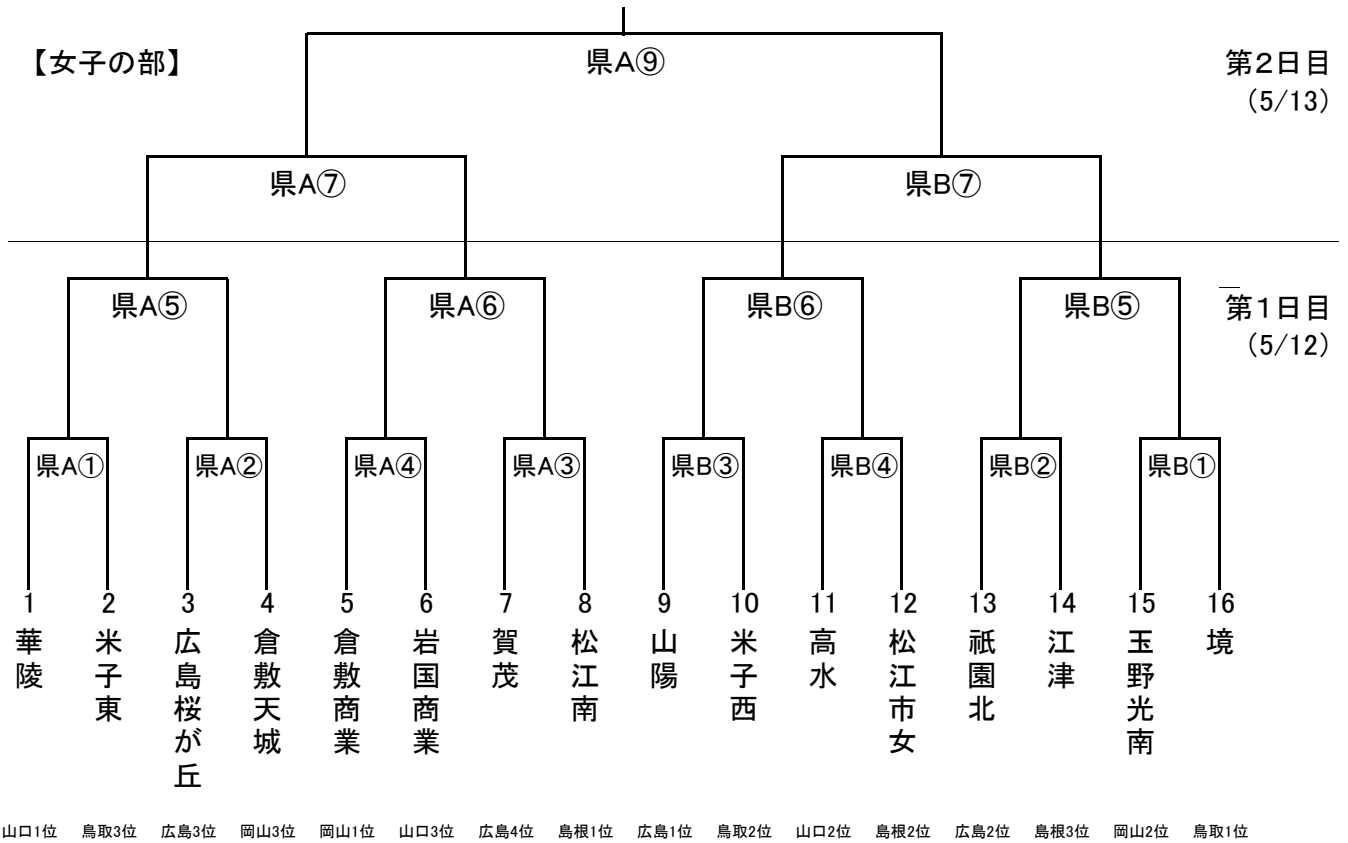 【女子の部】
県A⑨
第2日目
（5/13）
県A⑦
県B⑦
県A⑤
県A⑥
県B⑥
県B⑤
第1日目
（5/12）
県A①
県A②
県A④
県A③
県B③
県B④
県B②
県B①
1
2
3
4
5
6
7
8
9
10
11
12
13
14
15
16
華陵
米子東
広島桜が丘
倉敷天城
倉敷商業
岩国商業
賀茂
松江南
山陽
米子西
高水
松江市女
祇園北
江津
玉野光南
境
山口1位
鳥取3位
広島3位
岡山3位
岡山1位
山口3位
広島4位
島根1位
広島1位
鳥取2位
山口2位
島根2位
広島2位
島根3位
岡山2位
鳥取1位